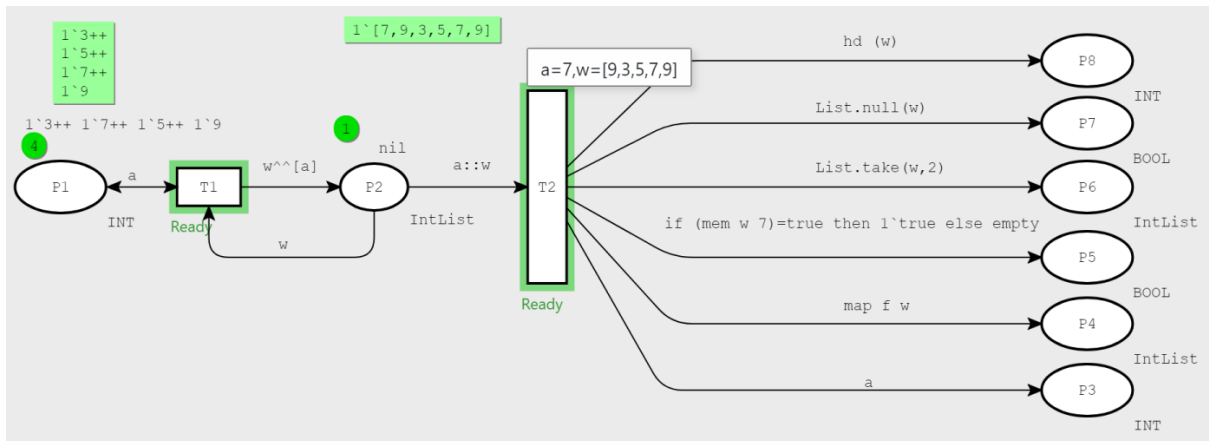 1`3++
1`5++
1`7++
1`9
1`3++ 1`7++ 1`5++ 1`9
4
P1
INT
a
T1
Ready
w^^[a]
w
1`[7,9,3,5,7,9]
1
nil
P2
IntList
a::w
a=7,w=[9,3,5,7,9]
T2
Ready
hd (w)
P8
INT
List.null(w)
P7
BOOL
List.take(w,2)
P6
IntList
if (mem w 7)=true then 1`true else empty
P5
BOOL
map f w
P4
IntList
a
P3
INT